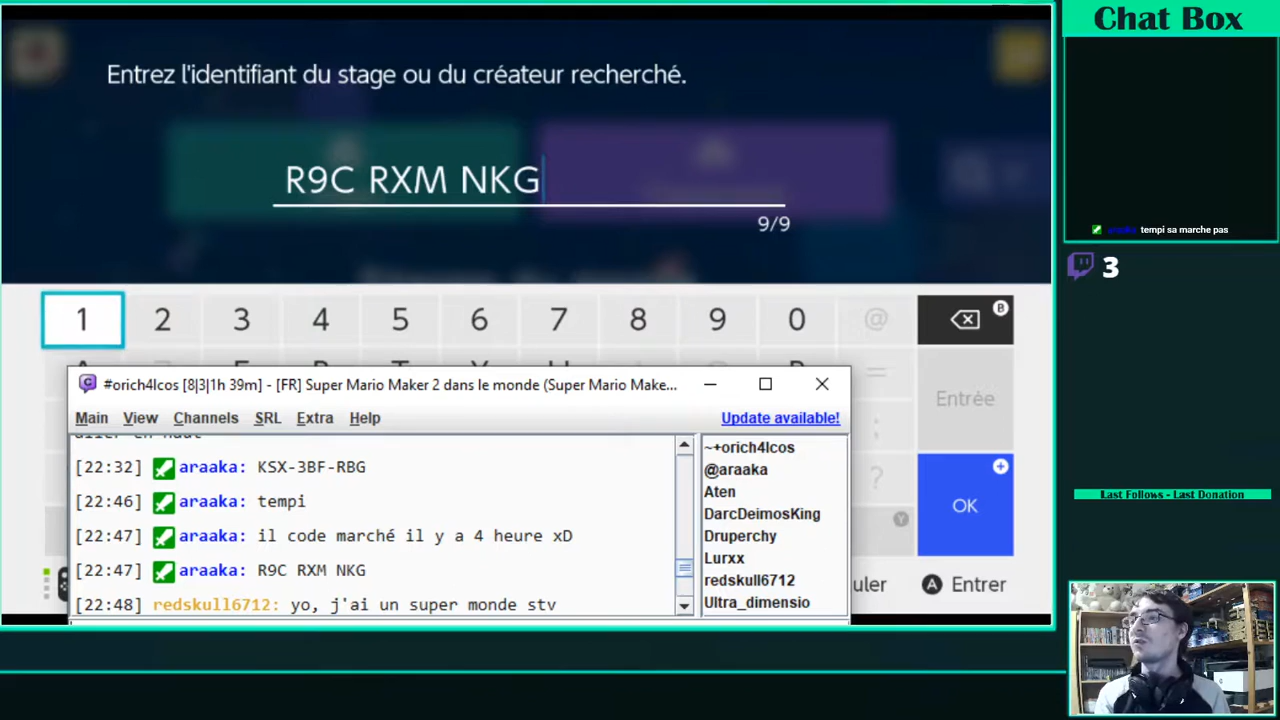 Chat Box
Entrez l'identifiant du stage ou du créateur recherché.
R9C RXM NKG
9/9
araaka tempi sa marche pas
3
1 2 3 4 5 6 7 8 9 0 @
B
=
Entrée
;
?
+
OK
Y
uler A Entrer
#orich4lcos [8|3|1h 39m] - [FR] Super Mario Maker 2 dans le monde (Super Mario Make...
Main View Channels SRL Extra Help Update available!
[22:32] araaka: KSX-3BF-RBG
[22:46] araaka: tempi
[22:47] araaka: il code marché il y a 4 heure xD
[22:47] araaka: R9C RXM NKG
[22:48] redskull6712: yo, j'ai un super monde stv
~+orich4lcos
@araaka
Aten
DarcDeimosKing
Druperchy
Lurxx
redskull6712
Ultra_dimensio
Last Follows - Last Donation